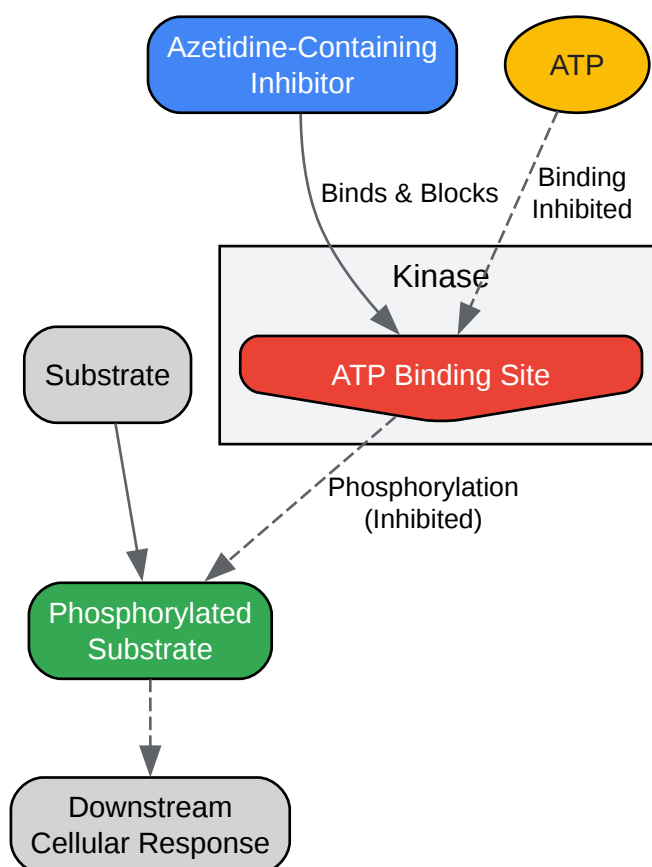 Azetidine-Containing
Inhibitor
ATP
Binds & Blocks
Binding
Inhibited
Kinase
ATP Binding Site
Substrate
Phosphorylation
(Inhibited)
Phosphorylated
Substrate
Downstream
Cellular Response